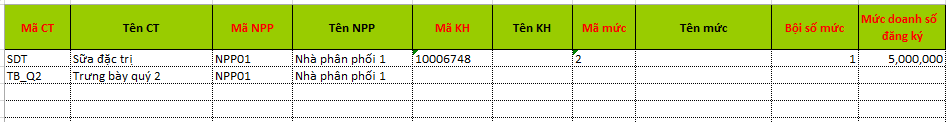 Mã CT Tên CT Mã NPP Tên NPP Mã KH Tên KH Mã mức Tên mức Bội số mức Mức doanh số đăng ký
SDT Sữa đặc trị NPP01 Nhà phân phối 1 10006748 2 1 5,000,000
TB_Q2 Trưng bày quý 2 NPP01 Nhà phân phối 1